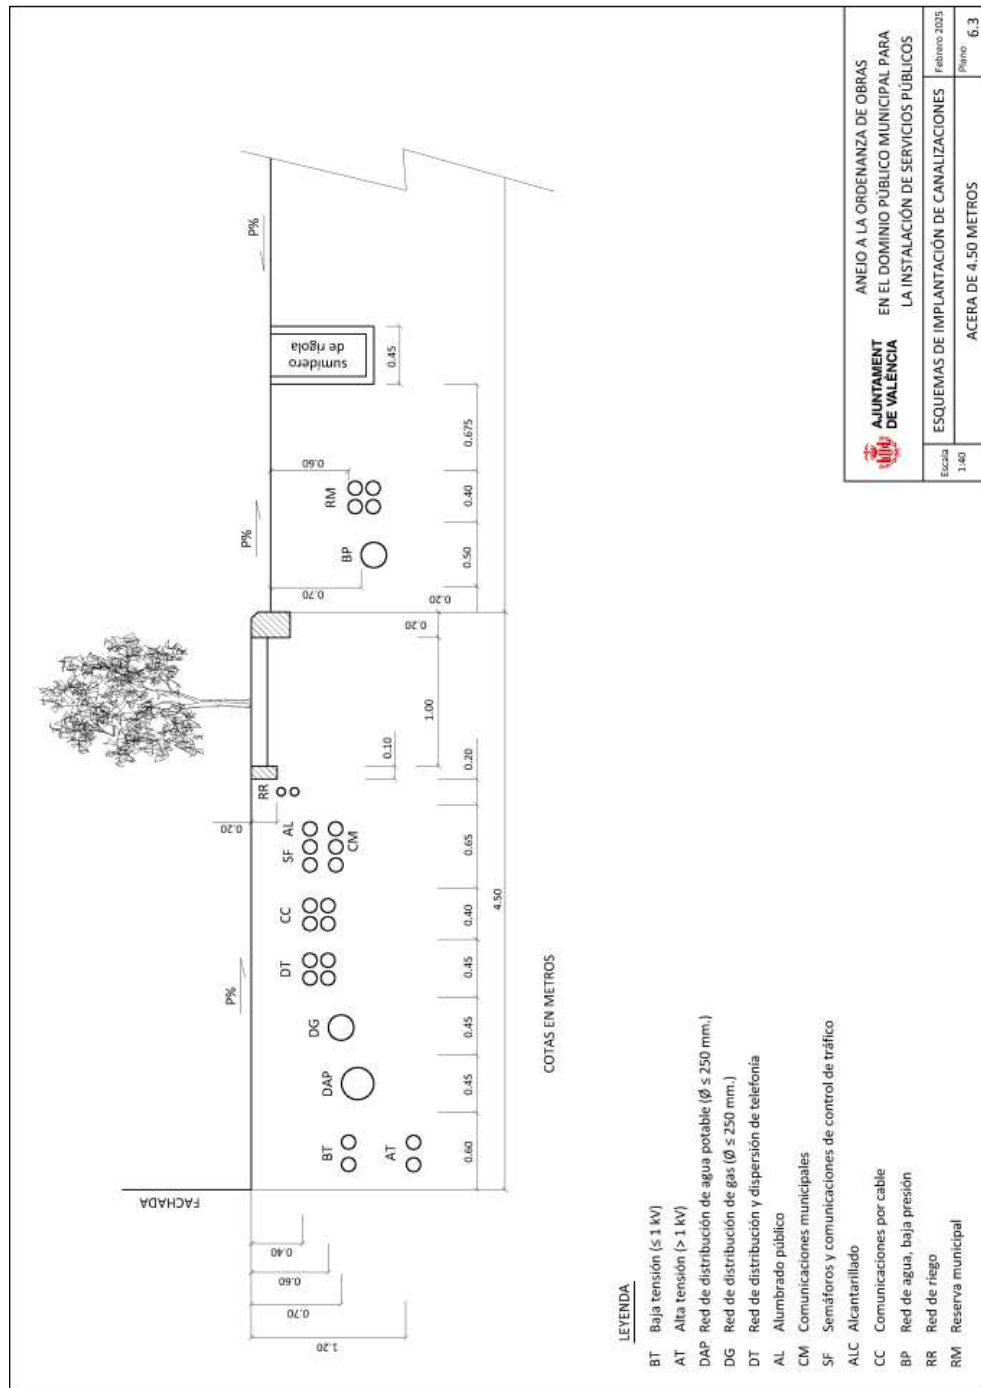 FACHADA
P%
P%
P%
0.40
0.60
0.70
1.20
BT
AT
DAP
DG
DT
CC
SF
AL
CM
RR
0.20
BP
RM
0.70
0.60
sumidero
de rigola
0.45
0.10
1.00
0.20
0.20
0.60
0.45
0.45
0.45
0.40
0.65
0.20
0.50
0.40
0.675
4.50
COTAS EN METROS
LEYENDA
BT Baja tensión (≤ 1 kV)
AT Alta tensión (> 1 kV)
DAP Red de distribución de agua potable (Ø ≤ 250 mm.)
DG Red de distribución de gas (Ø ≤ 250 mm.)
DT Red de distribución y dispersión de telefonía
AL Alumbrado público
CM Comunicaciones municipales
SF Semáforos y comunicaciones de control de tráfico
ALC Alcantarillado
CC Comunicaciones por cable
BP Red de agua, baja presión
RR Red de riego
RM Reserva municipal
AJUNTAMENT
DE VALÈNCIA
ANEJO A LA ORDENANZA DE OBRAS
EN EL DOMINIO PÚBLICO MUNICIPAL PARA
LA INSTALACIÓN DE SERVICIOS PÚBLICOS
Escala
1:40
ESQUEMAS DE IMPLANTACIÓN DE CANALIZACIONES
Febrero 2025
ACERA DE 4.50 METROS
Plano 6.3